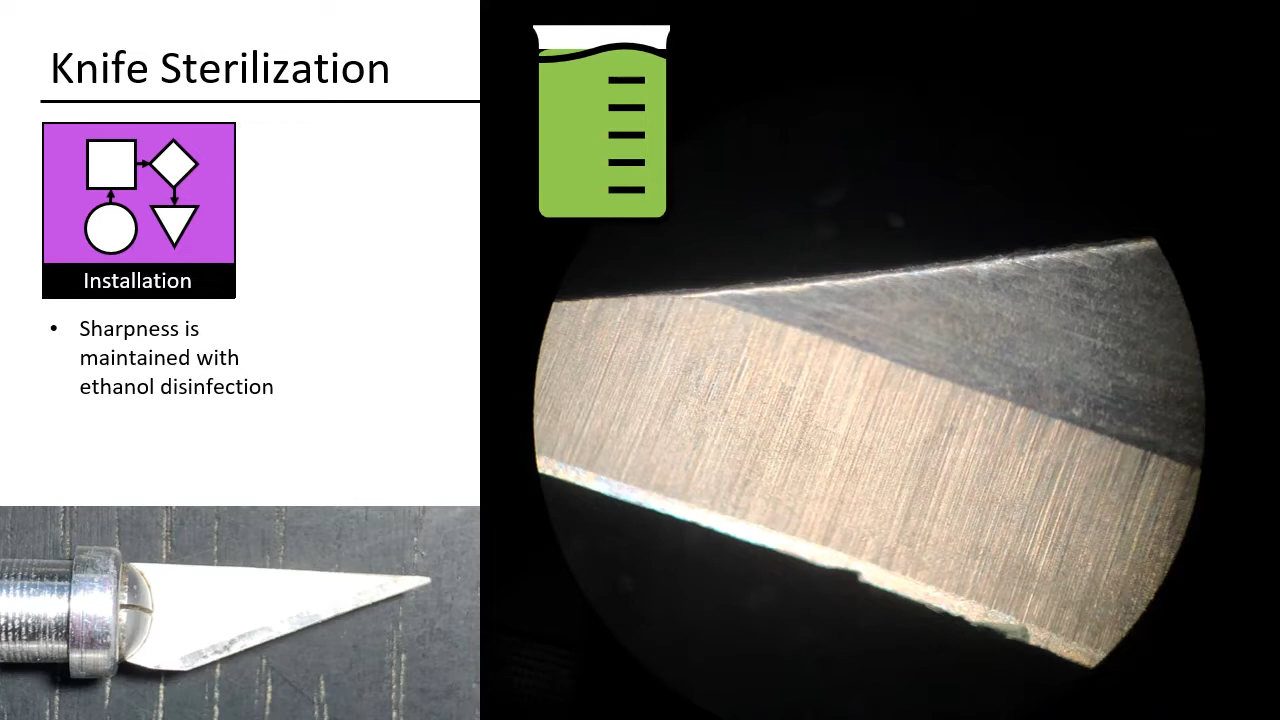 Knife Sterilization
Installation
• Sharpness is
maintained with
ethanol disinfection